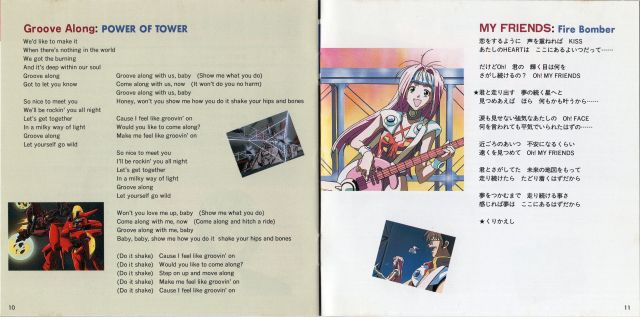 Groove Along: POWER OF TOWER
We'd like to make it
When there's nothing in the world
Wa got the burning
And it's deep within our soul
Groove along
Got to let you know
So nice to meet you
We'll be rockin' you all night
Let's get together
In a milky way of light
Groove along
Let yourself go wild
Groove along with us, baby (Show me what you do)
Come along with us, now (It won't do you no harm)
Groove along with us, baby
Honey, won't you show me how you do it shake your hips and bones
Cause I feel like groovin' on
Would you like to come along?
Make me feel like groovin' on
So nice to meet you
I'll be rockin' you all night
Let's get together
In a milky way of light
Groove along
Let yourself go wild
Won't you love me up, baby (Show me what you do)
Come along with me, now (Come along and hitch a ride)
Groove along with me, baby
Baby, baby, show me how you do it shake your hips and bones
(Do it shake) Cause I feel like groovin' on
(Do it shake) Would you like to come along?
(Do it shake) Step on up and move along
(Do it shake) Make me feel like groovin' on
(Do it shake) Cause I feel like groovin' on
10
MY FRIENDS: Fire Bomber
恋をするように 声を重ねれば KISS
あたしのHEARTは ここにあるよいつだって……
だけどOh! 君の 輝く目は何を
さがし続けるの? Oh! MY FRIENDS
★君と走り出す 夢の続く星へと
見つめあえば ほら 何もかも叶うから……
涙も見せない強気なあたしの Oh! FACE
何を言われても平気でいられたはずの……
近ごろのあいつ 不安になるくらい
遠くを見つめて Oh! MY FRIENDS
君とさがしてた 未来の地図をもって
走り続けたら たどり着くはずだから
夢をつかむまで 走り続ける事さ
感じれば夢は ここにあるはずだから
★くりかえし
11